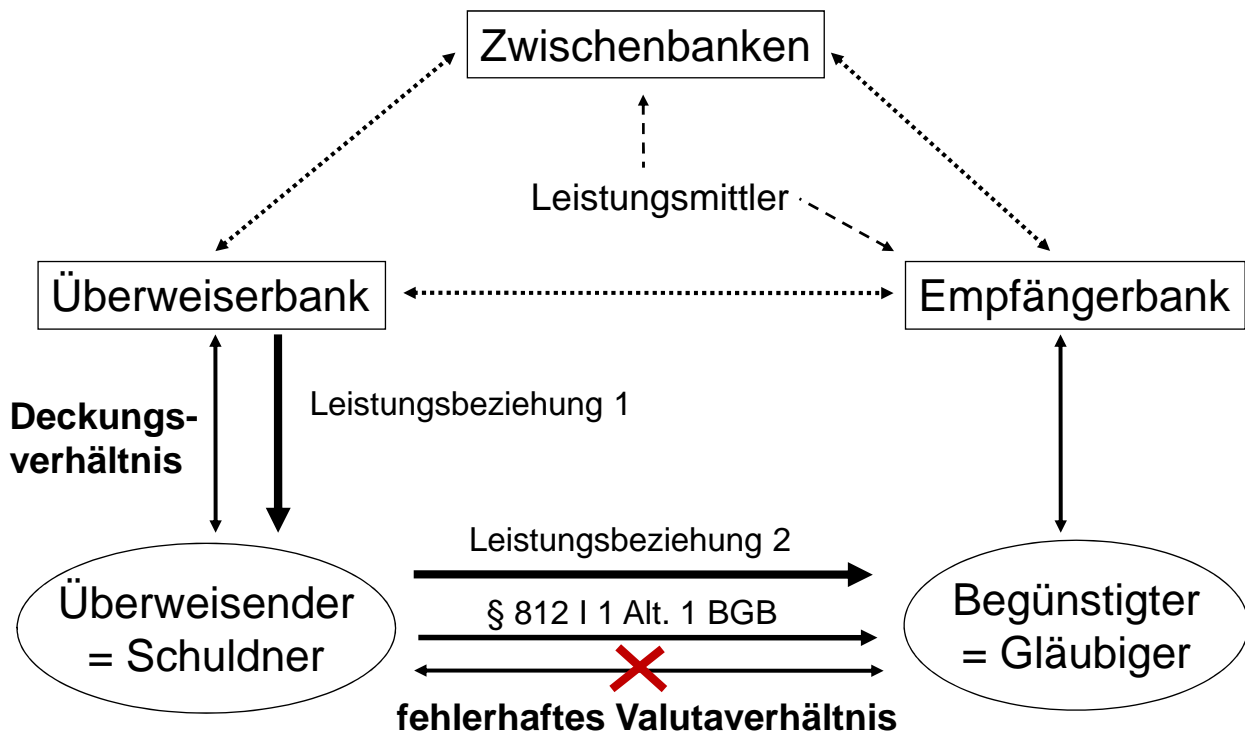 Zwischenbanken
Leistungsmittler
Überweiserbank
Empfängerbank
Deckungs-
verhältnis
Leistungsbeziehung 1
Leistungsbeziehung 2
§ 812 I 1 Alt. 1 BGB
Überweisender
= Schuldner
Begünstigter
= Gläubiger
fehlerhaftes Valutaverhältnis